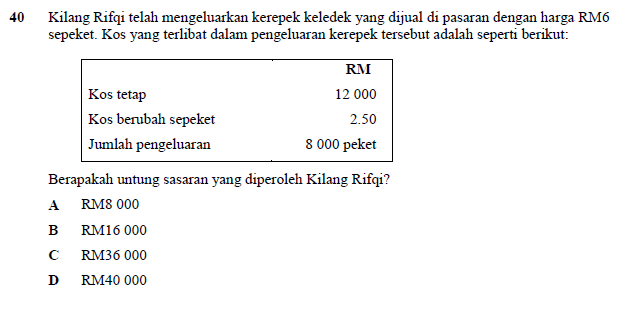 40 Kilang Rifqi telah mengeluarkan kerepek keledek yang dijual di pasaran dengan harga RM6
sepeket. Kos yang terlibat dalam pengeluaran kerepek tersebut adalah seperti berikut:
RM
Kos tetap 12 000
Kos berubah sepeket 2.50
Jumlah pengeluaran 8 000 peket
Berapakah untung sasaran yang diperoleh Kilang Rifqi?
A RM8 000
B RM16 000
C RM36 000
D RM40 000